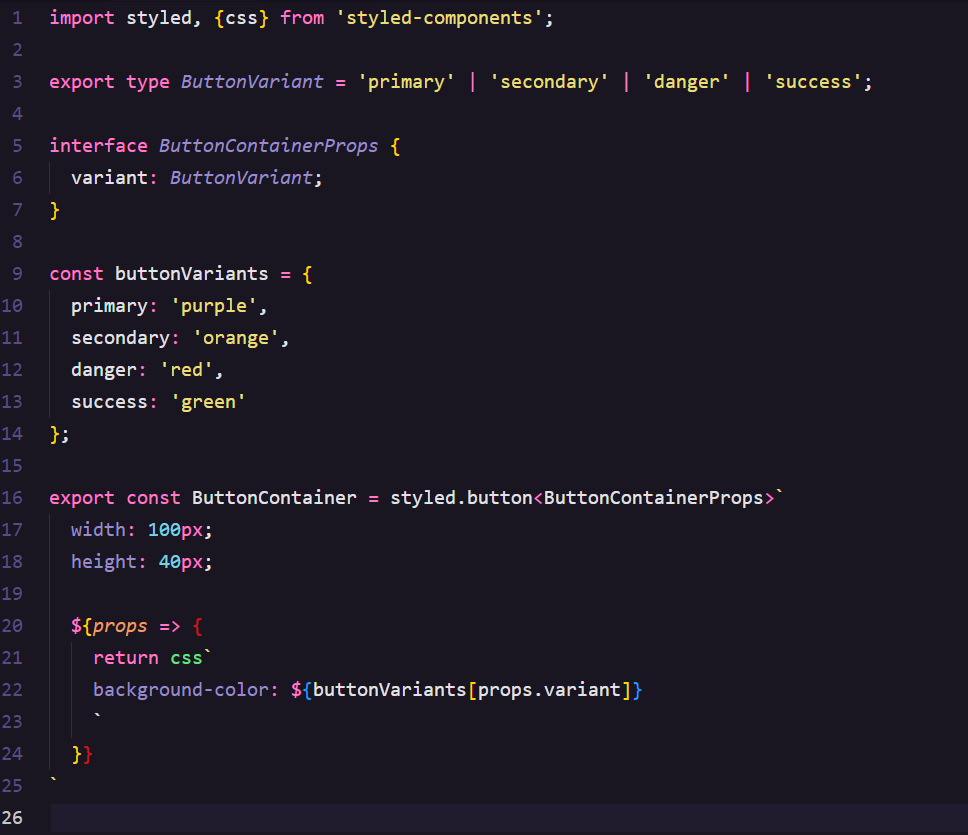 1 import styled, {css} from 'styled-components';
2
3 export type ButtonVariant = 'primary' | 'secondary' | 'danger' | 'success';
4
5 interface ButtonContainerProps {
6   variant: ButtonVariant;
7 }
8
9 const buttonVariants = {
10   primary: 'purple',
11   secondary: 'orange',
12   danger: 'red',
13   success: 'green'
14 };
15
16 export const ButtonContainer = styled.button<ButtonContainerProps>`
17   width: 100px;
18   height: 40px;
19
20   ${props => {
21     return css`
22     background-color: ${buttonVariants[props.variant]}
23     `
24   }}
25 `
26